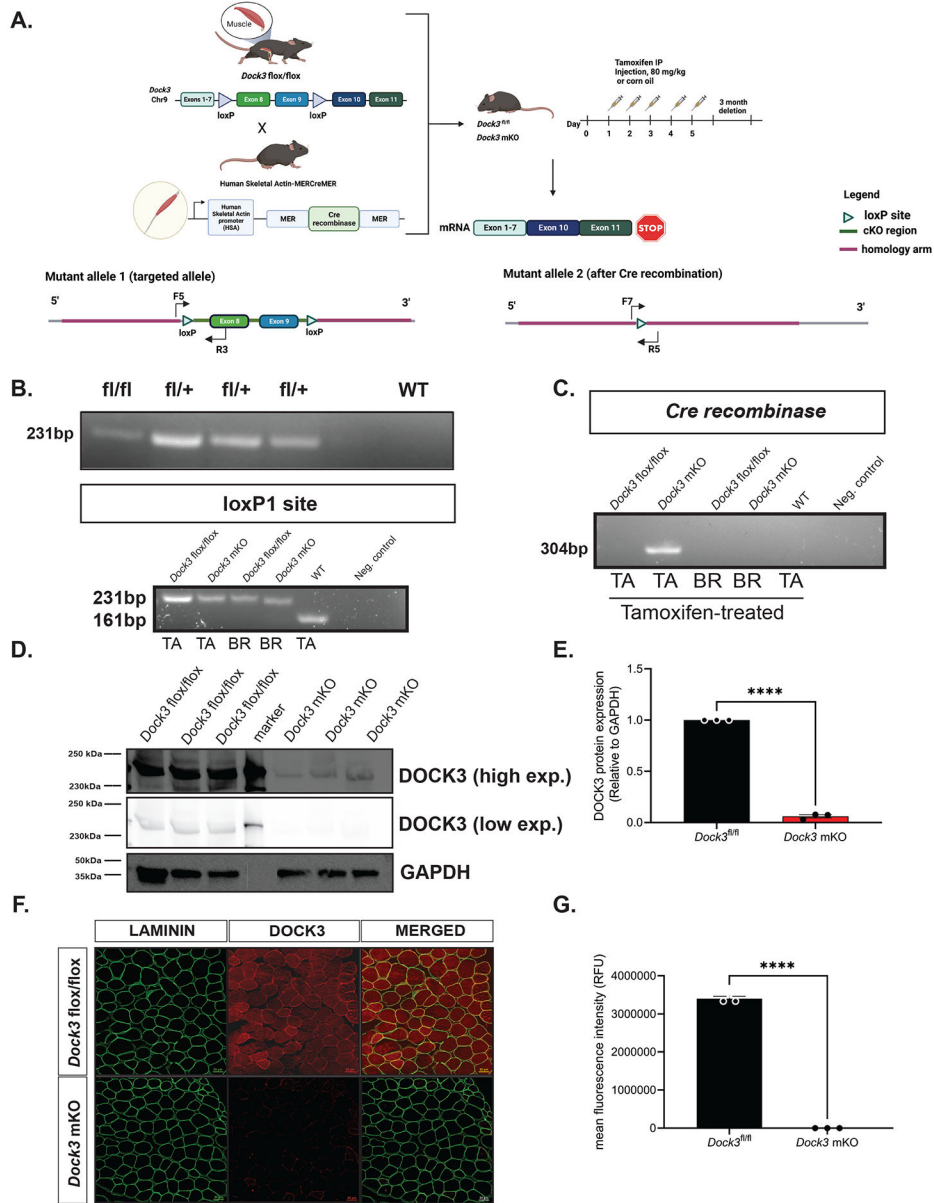 A.
Muscle
Dock3 flox/flox
Dock3
Chr9
Exons 1-7
Exon 8
Exon 9
Exon 10
Exon 11
loxP
loxP
X
Human Skeletal Actin-MERCreMER
Human
Skeletal Actin
promoter
(HSA)
MER
Cre
recombinase
MER
Dock3 fl/fl
Dock3 mKO
Tamoxifen IP
Injection, 80 mg/kg
or corn oil
3 month
deletion
Day
0
1
2
3
4
5
mRNA
Exon 1-7
Exon 10
Exon 11
STOP
Legend
loxP site
cKO region
homology arm
Mutant allele 1 (targeted allele)
5'
F5
3'
loxP
Exon 8
Exon 9
loxP
R3
Mutant allele 2 (after Cre recombination)
5'
F7
3'
R5
B.
fl/fl
fl/+
fl/+
fl/+
WT
231bp
loxP1 site
Dock3 flox/flox
Dock3 mKO
Dock3 flox/flox
Dock3 mKO
WT
Neg. control
231bp
161bp
TA
TA
BR
BR
TA
C.
Cre recombinase
Dock3 flox/flox
Dock3 mKO
Dock3 flox/flox
Dock3 mKO
WT
Neg. control
304bp
TA
TA
BR
BR
TA
Tamoxifen-treated
D.
Dock3 flox/flox
Dock3 flox/flox
Dock3 flox/flox
marker
Dock3 mKO
Dock3 mKO
Dock3 mKO
250 kDa
230kDa
DOCK3 (high exp.)
250 kDa
230kDa
DOCK3 (low exp.)
50kDa
35kDa
GAPDH
E.
DOCK3 protein expression
(Relative to GAPDH)
1.5
1.0
0.5
0.0
****
Dock3fl/fl
Dock3 mKO
F.
LAMININ
DOCK3
MERGED
Dock3 flox/flox
Dock3 mKO
G.
mean fluorescence intensity (RFU)
4000000
3000000
2000000
1000000
0
****
Dock3fl/fl
Dock3 mKO